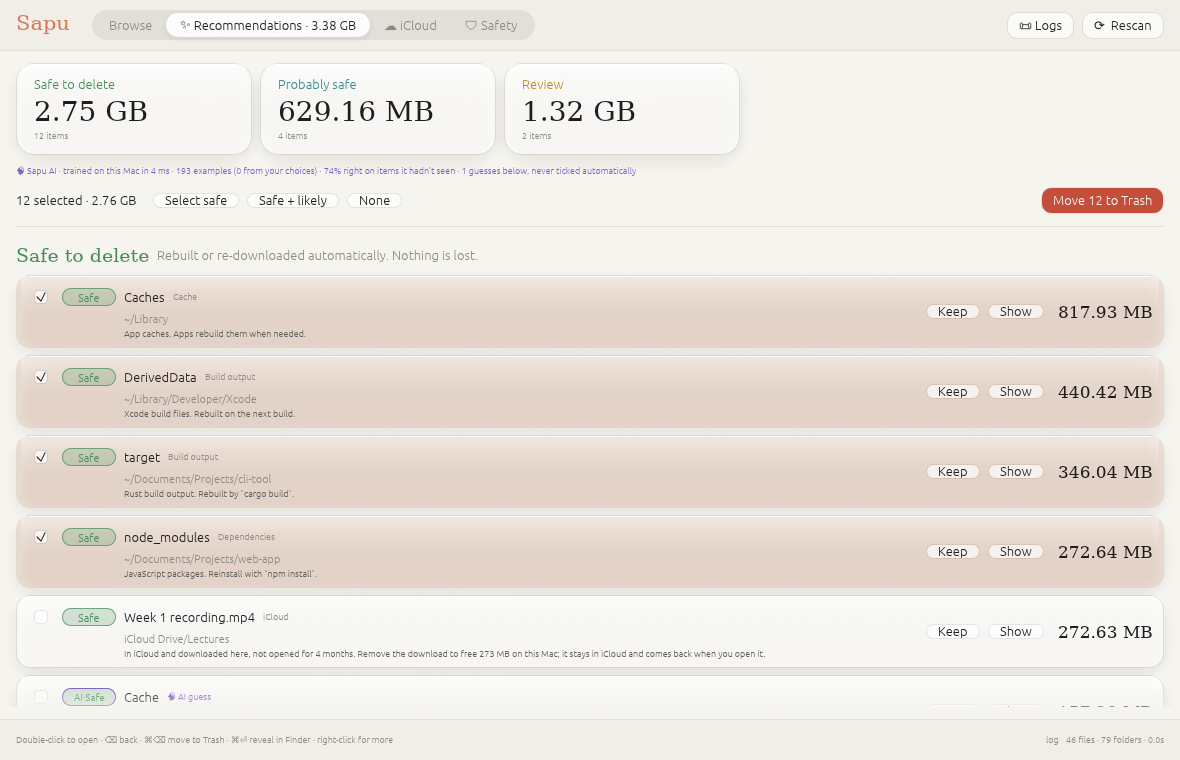 Sapu
Browse
Recommendations · 3.38 GB
iCloud
Safety
Logs
Rescan
Safe to delete
2.75 GB
12 items
Probably safe
629.16 MB
4 items
Review
1.32 GB
2 items
Sapu AI · trained on this Mac in 4 ms · 193 examples (0 from your choices) · 74% right on items it hadn't seen · 1 guesses below, never ticked automatically
12 selected · 2.76 GB
Select safe
Safe + likely
None
Move 12 to Trash
Safe to delete Rebuilt or re-downloaded automatically. Nothing is lost.
Safe Caches Cache
~/Library
App caches. Apps rebuild them when needed.
Keep Show 817.93 MB
Safe DerivedData Build output
~/Library/Developer/Xcode
Xcode build files. Rebuilt on the next build.
Keep Show 440.42 MB
Safe target Build output
~/Documents/Projects/cli-tool
Rust build output. Rebuilt by `cargo build`.
Keep Show 346.04 MB
Safe node_modules Dependencies
~/Documents/Projects/web-app
JavaScript packages. Reinstall with `npm install`.
Keep Show 272.64 MB
Safe Week 1 recording.mp4 iCloud
iCloud Drive/Lectures
In iCloud and downloaded here, not opened for 4 months. Remove the download to free 273 MB on this Mac; it stays in iCloud and comes back when you open it.
Keep Show 272.63 MB
AI·Safe Cache AI guess
Double-click to open · ⌫ back · ⌘⌫ move to Trash · ⌘⏎ reveal in Finder · right-click for more
log 46 files · 79 folders · 0.0s